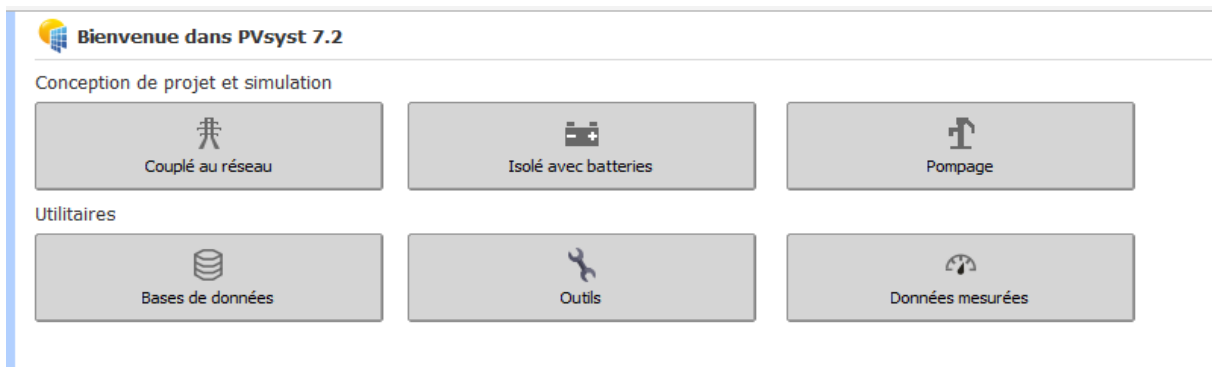 Bienvenue dans PVsyst 7.2
Conception de projet et simulation
Couplé au réseau
Isolé avec batteries
Pompage
Utilitaires
Bases de données
Outils
Données mesurées